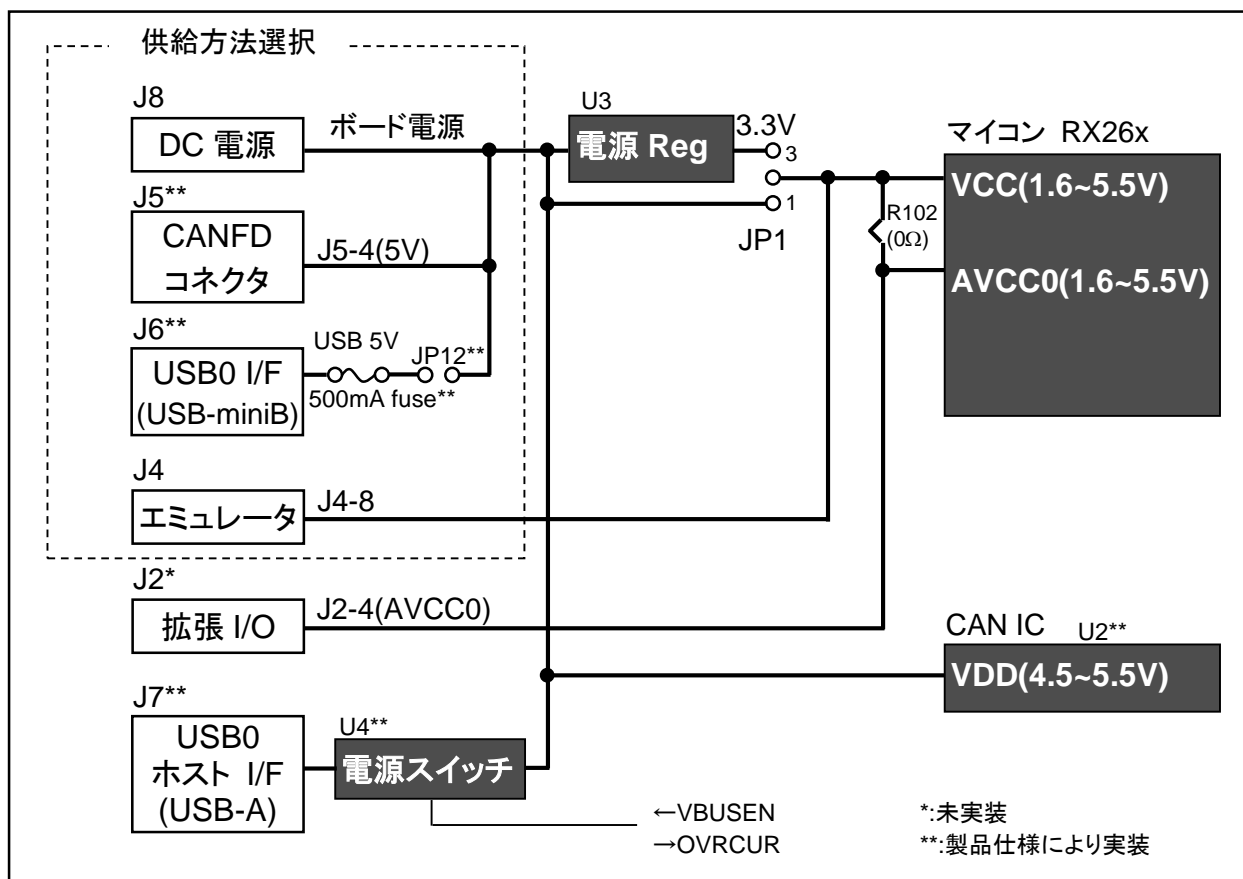 供給方法選択
J8
DC 電源
ボード電源
U3
電源 Reg
3.3V
3
1
JP1
マイコン RX26x
VCC(1.6~5.5V)
R102
(0Ω)
AVCC0(1.6~5.5V)
J5**
CANFD
コネクタ
J5-4(5V)
J6**
USB0 I/F
(USB-miniB)
USB 5V
JP12**
500mA fuse**
J4
エミュレータ
J4-8
J2*
拡張 I/O
J2-4(AVCC0)
CAN IC U2**
VDD(4.5~5.5V)
J7**
USB0
ホスト I/F
(USB-A)
U4**
電源スイッチ
←VBUSEN
→OVRCUR
*:未実装
**:製品仕様により実装